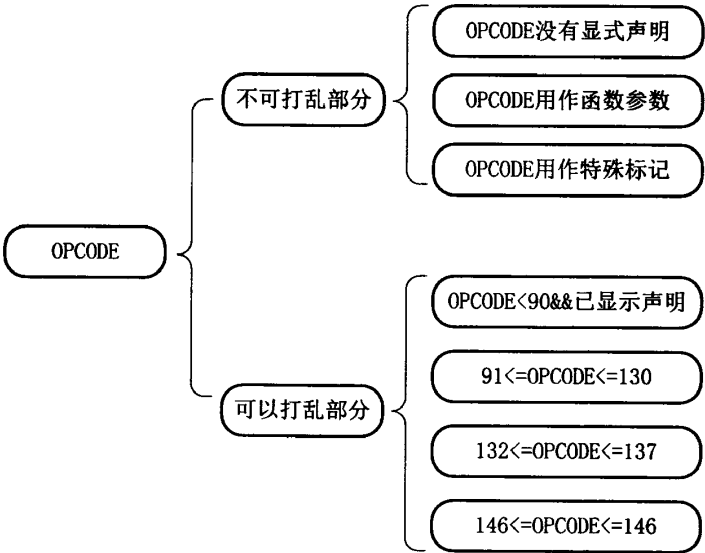 OPCODE没有显式声明
不可打乱部分
OPCODE用作函数参数
OPCODE用作特殊标记
OPCODE
OPCODE<90&&已显示声明
91<=OPCODE<=130
可以打乱部分
132<=OPCODE<=137
146<=OPCODE<=146